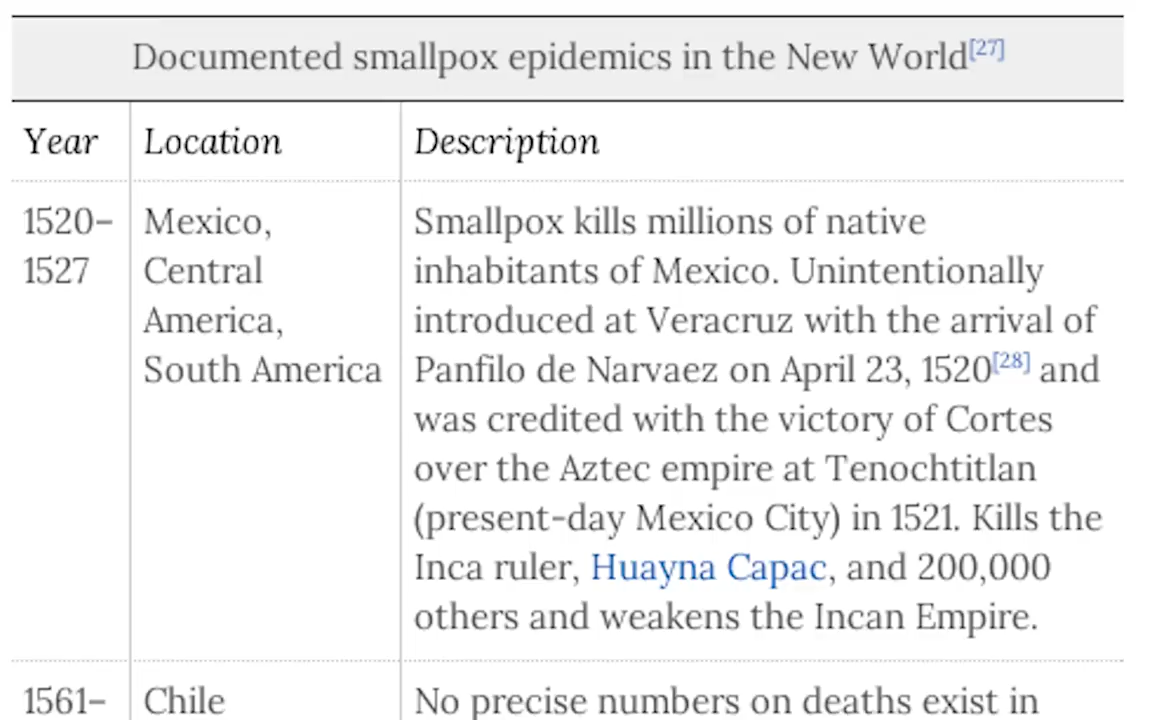 Documented smallpox epidemics in the New World[27]
Year Location Description
1520– Mexico, Smallpox kills millions of native
1527 Central inhabitants of Mexico. Unintentionally
America, introduced at Veracruz with the arrival of
South America Panfilo de Narvaez on April 23, 1520[28] and
was credited with the victory of Cortes
over the Aztec empire at Tenochtitlan
(present-day Mexico City) in 1521. Kills the
Inca ruler, Huayna Capac, and 200,000
others and weakens the Incan Empire.
1561– Chile No precise numbers on deaths exist in